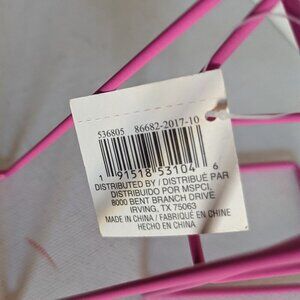 536805 86682-2017-10
1 91518 53104 6
DISTRIBUTED BY / DISTRIBUÉ PAR
DISTRIBUIDO POR MSPCI,
8000 BENT BRANCH DRIVE
IRVING, TX 75063
MADE IN CHINA / FABRIQUÉ EN CHINE
HECHO EN CHINA